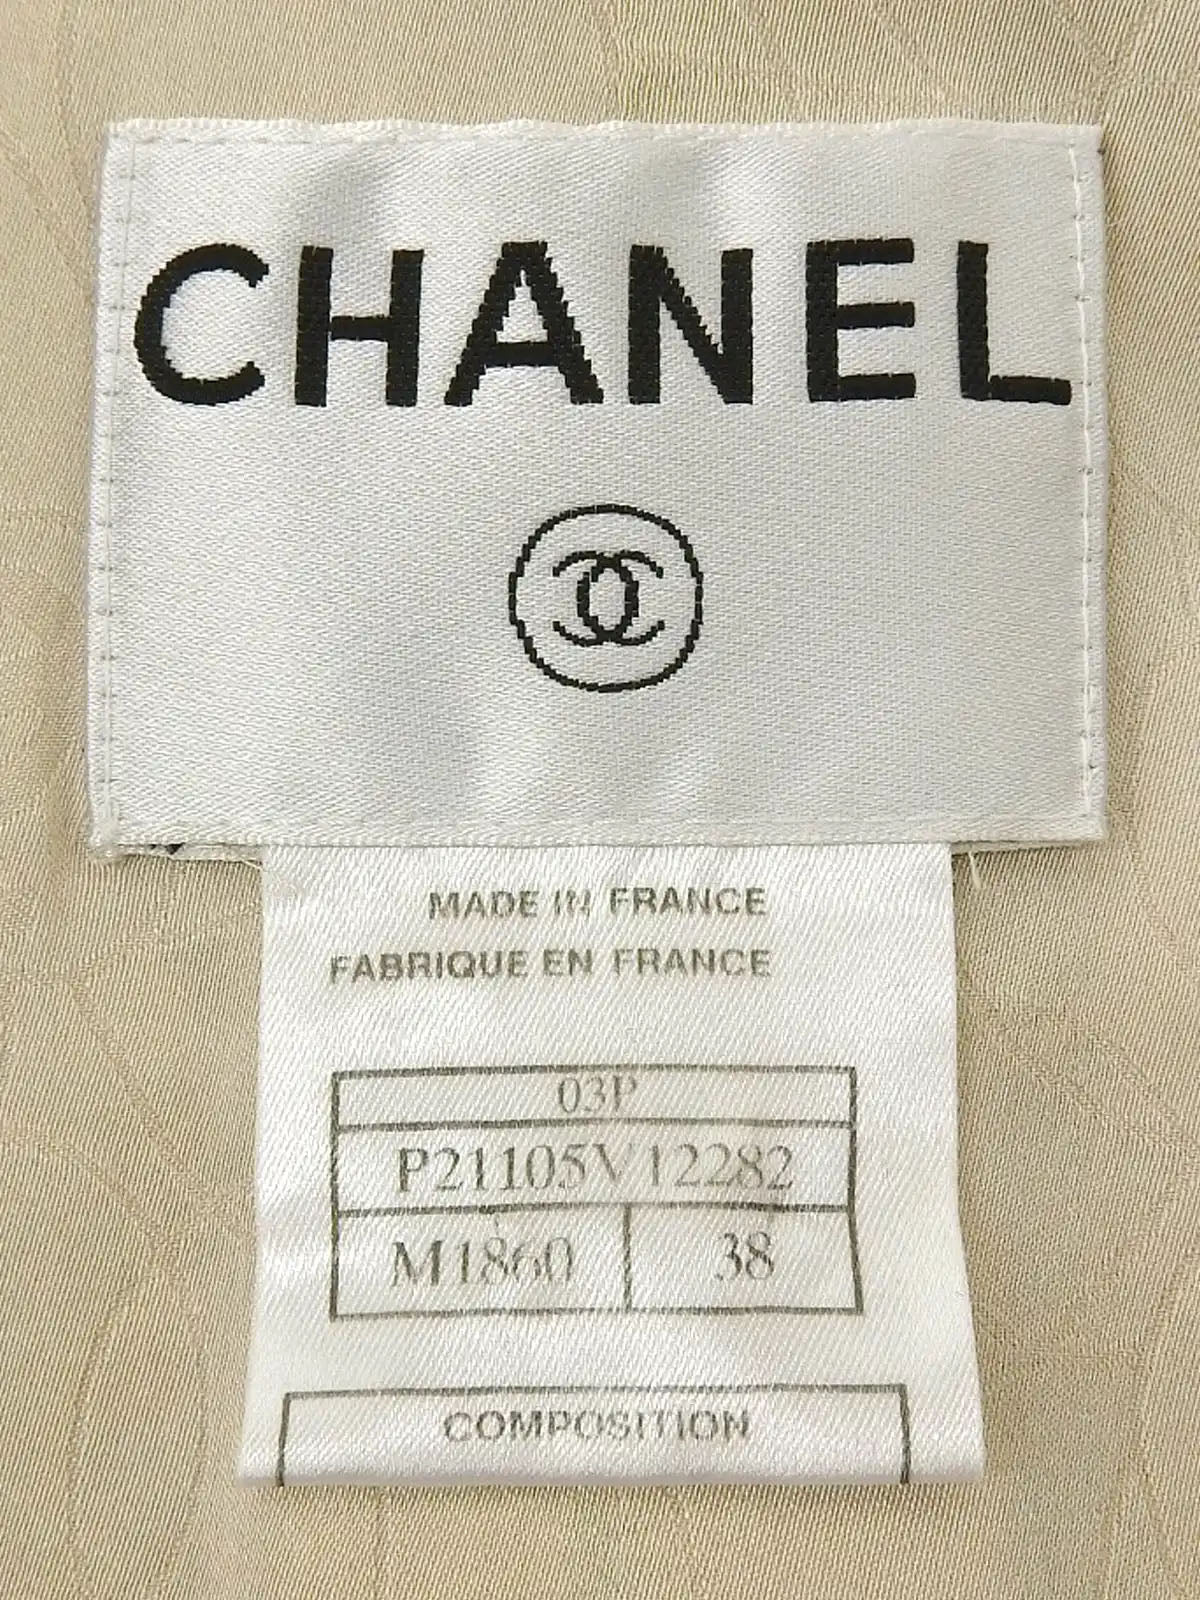 CHANEL
MADE IN FRANCE
FABRIQUE EN FRANCE
03P
P21105V12282
M1860 38
COMPOSITION